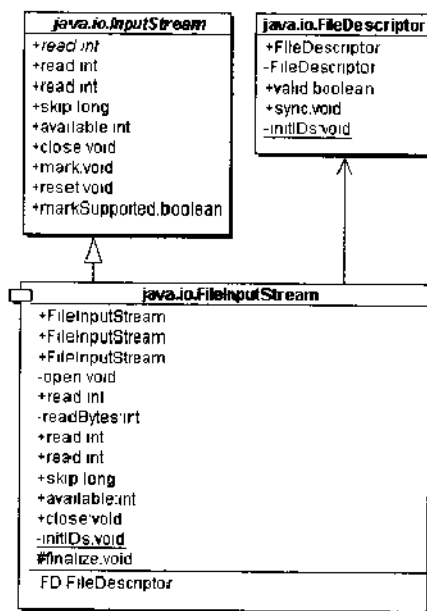 java.io.InputStream
+read int
+read int
+read int
+skip long
+available int
+close void
+mark.void
+reset void
+markSupported.boolean
java.io.FileDescriptor
+FileDescriptor
-FileDescriptor
+valid boolean
+sync.void
-initIDs:void
java.io.FileInputStream
+FileInputStream
+FileInputStream
+FileInputStream
-open void
+read int
-readBytes:int
+read int
+read int
+skip long
+available:int
+close void
-initIDs.void
#finalize.void
FD FileDescriptor